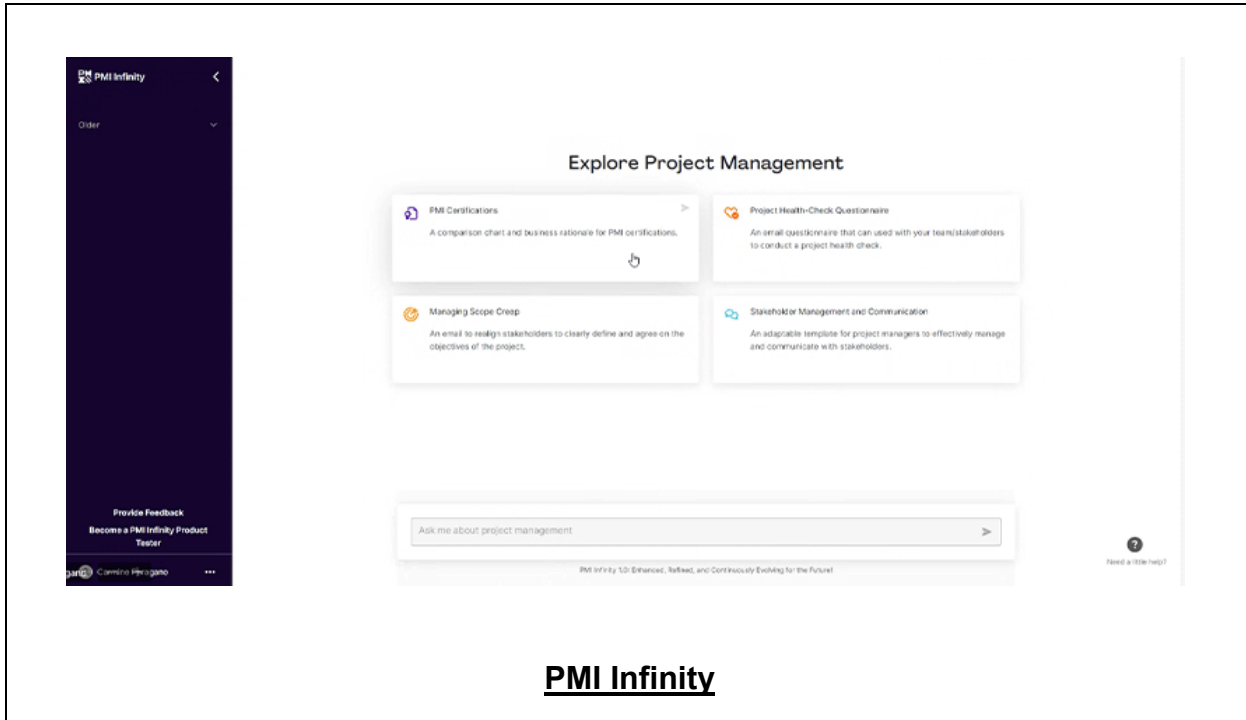 PMI Infinity
Older
Explore Project Management
PMI Certifications
A comparison chart and business rationale for PMI certifications.
Project Health-Check Questionnaire
An email questionnaire that can used with your team/stakeholders
to conduct a project health check.
Managing Scope Creep
An email to realign stakeholders to clearly define and agree on the
objectives of the project.
Stakeholder Management and Communication
An adaptable template for project managers to effectively manage
and communicate with stakeholders.
Provide Feedback
Become a PMI Infinity Product
Tester
Carmine
Ask me about project management
PMI Infinity 1.0: Enhanced, Refined, and Continuously Evolving for the Future!
Need a little help?
PMI Infinity